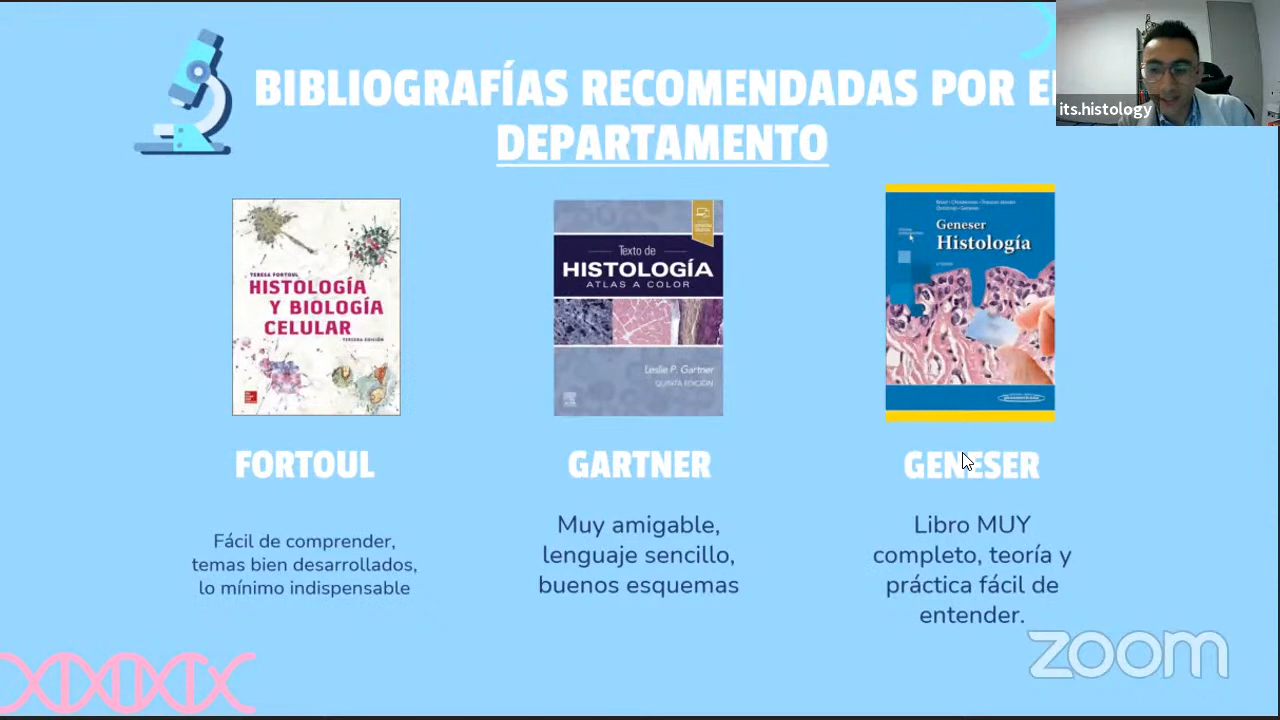 BIBLIOGRAFÍAS RECOMENDADAS POR E
DEPARTAMENTO
its.histology
TERESA FORTOUL
HISTOLOGÍA
Y BIOLOGÍA
CELULAR
TERCERA EDICIÓN
Texto de
HISTOLOGÍA
ATLAS A COLOR
Leslie P. Gartner
QUINTA EDICIÓN
Geneser
Histología
FORTOUL
GARTNER
GENESER
Fácil de comprender,
temas bien desarrollados,
lo mínimo indispensable
Muy amigable,
lenguaje sencillo,
buenos esquemas
Libro MUY
completo, teoría y
práctica fácil de
entender.
zoom